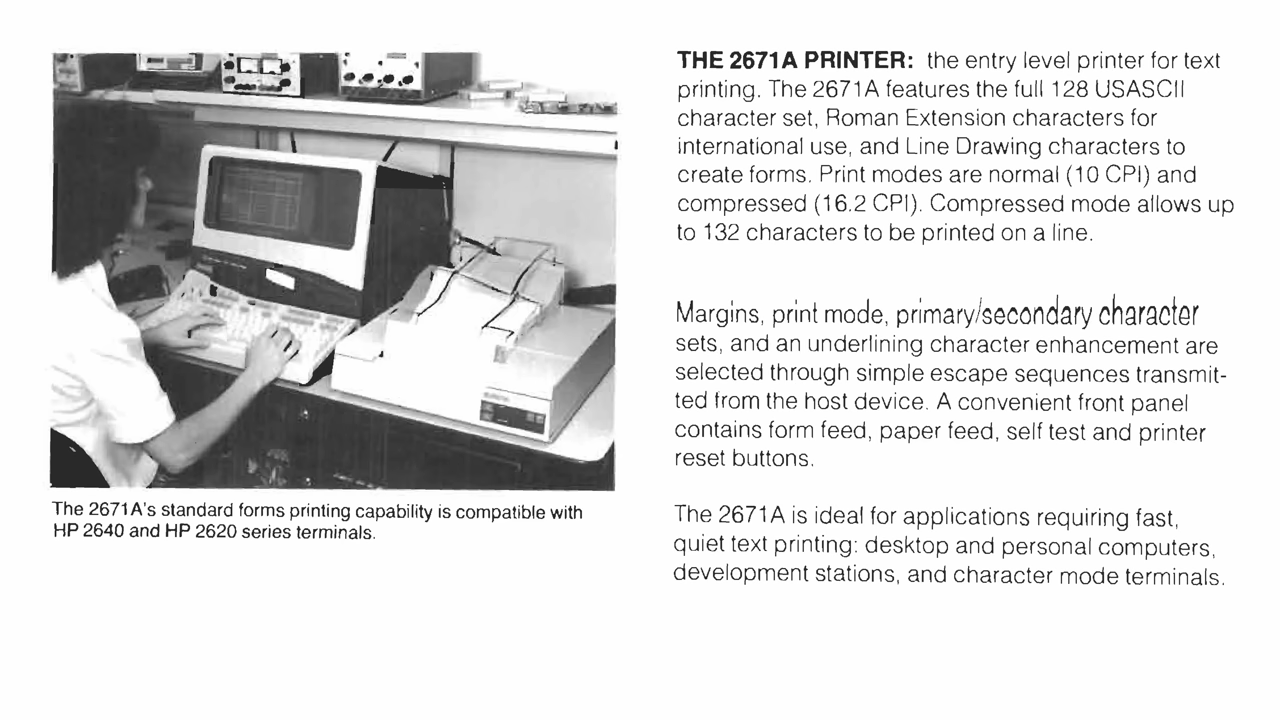 THE 2671A PRINTER: the entry level printer for text
printing. The 2671A features the full 128 USASCII
character set, Roman Extension characters for
international use, and Line Drawing characters to
create forms. Print modes are normal (10 CPI) and
compressed (16.2 CPI). Compressed mode allows up
to 132 characters to be printed on a line.
Margins, print mode, primary/secondary character
sets, and an underlining character enhancement are
selected through simple escape sequences transmit-
ted from the host device. A convenient front panel
contains form feed, paper feed, self test and printer
reset buttons.
The 2671A is ideal for applications requiring fast,
quiet text printing: desktop and personal computers,
development stations, and character mode terminals.
The 2671A's standard forms printing capability is compatible with
HP 2640 and HP 2620 series terminals.